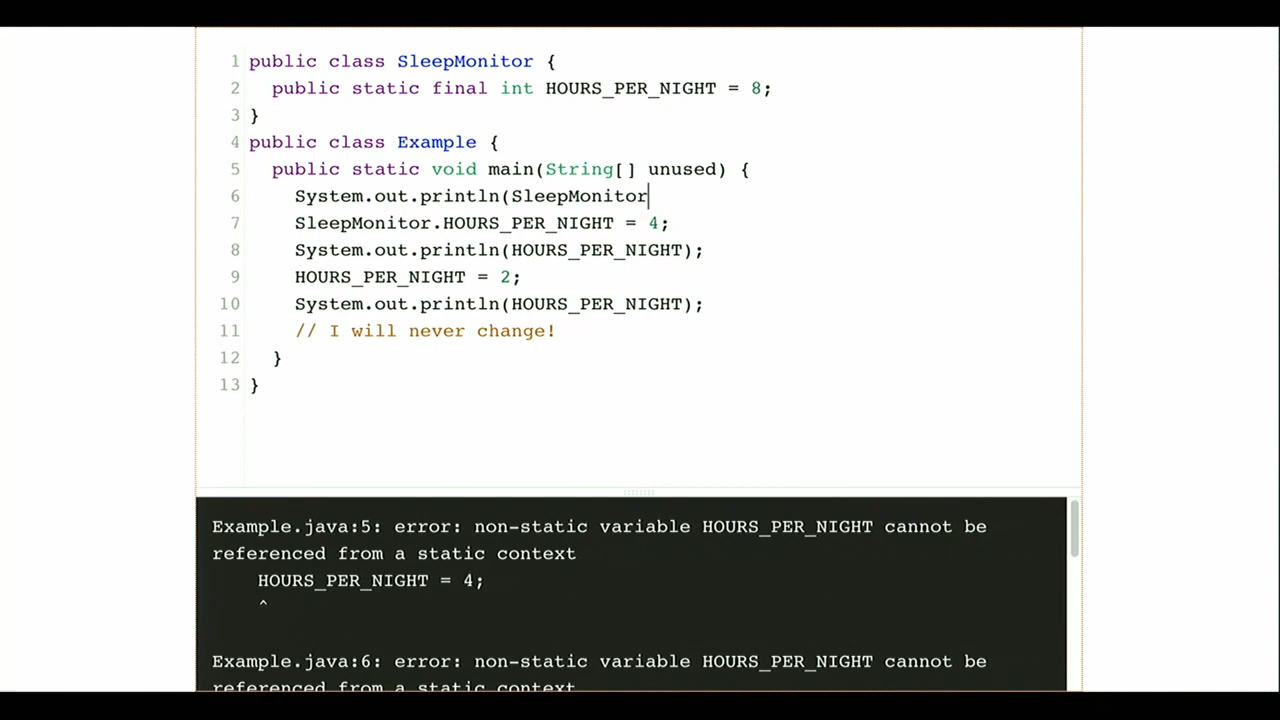 1 public class SleepMonitor {
2 public static final int HOURS_PER_NIGHT = 8;
3 }
4 public class Example {
5 public static void main(String[] unused) {
6 System.out.println(SleepMonitor
7 SleepMonitor.HOURS_PER_NIGHT = 4;
8 System.out.println(HOURS_PER_NIGHT);
9 HOURS_PER_NIGHT = 2;
10 System.out.println(HOURS_PER_NIGHT);
11 // I will never change!
12 }
13 }
Example.java:5: error: non-static variable HOURS_PER_NIGHT cannot be
referenced from a static context
HOURS_PER_NIGHT = 4;
^
Example.java:6: error: non-static variable HOURS_PER_NIGHT cannot be
referenced from a static context